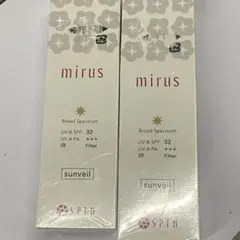 mirus
Broad Spectrum
UV-B SPF 32
UV-A PA +++
IR Filter
sunveil
SPIN
mirus
Broad Spectrum
UV-B SPF 32
UV-A PA +++
IR Filter
sunveil
SPIN